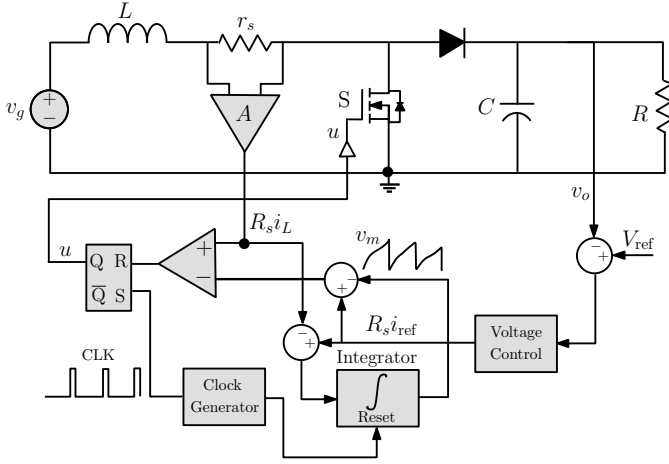 L
r_s
v_g
+
−
A
S
u
C
R
v_o
R_s i_L
u
v_m
V_ref
Q R
Q̅ S
+
−
−
+
−
+
R_s i_ref
−
+
Voltage
Control
CLK
Integrator
Clock
Generator
∫
Reset